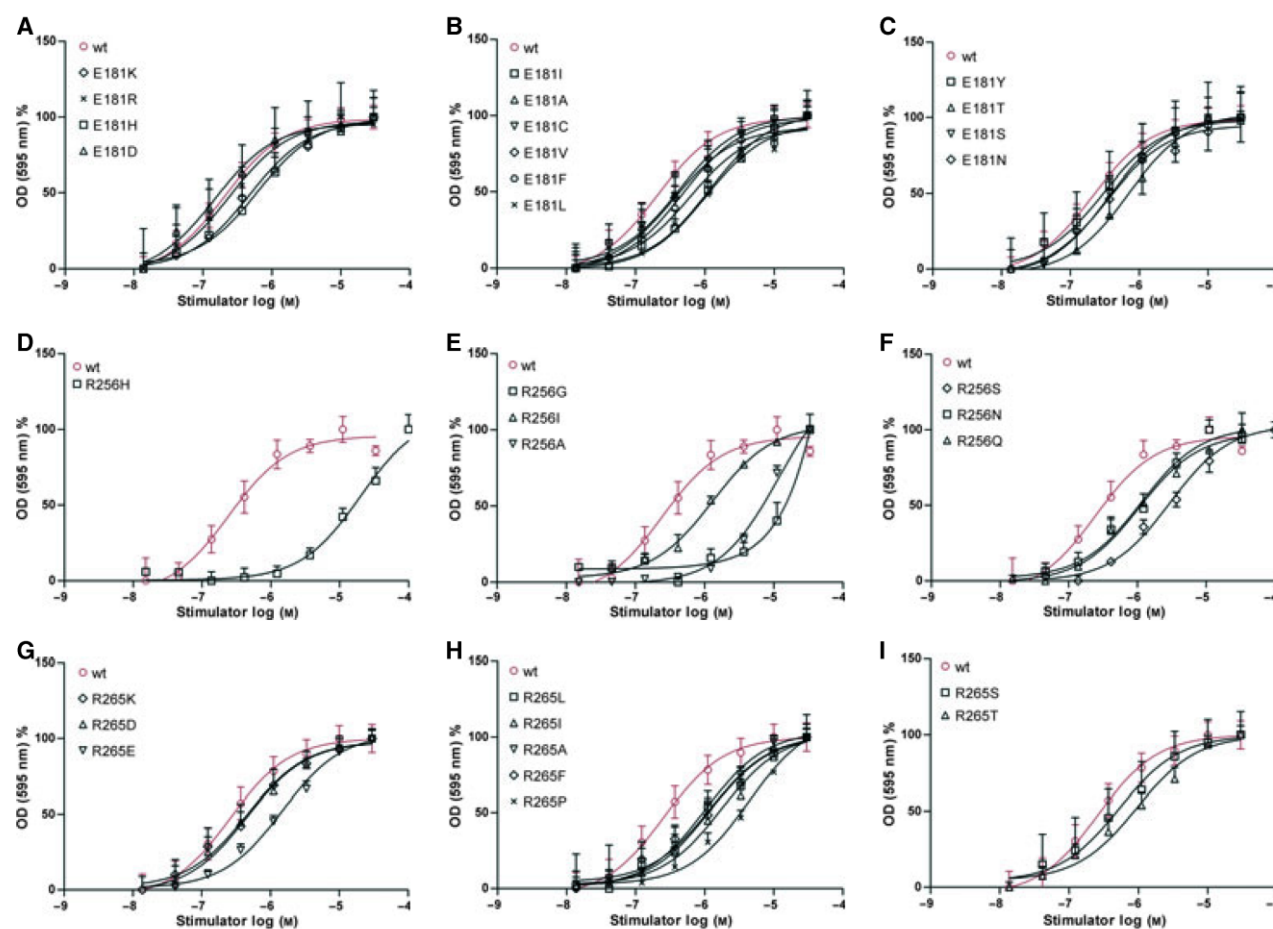 A
OD (595 nm) %
150
100
50
0
wt
E181K
E181R
E181H
E181D
−9 −8 −7 −6 −5 −4
Stimulator log (M)
B
OD (595 nm) %
150
100
50
0
wt
E181I
E181A
E181C
E181V
E181F
E181L
−9 −8 −7 −6 −5 −4
Stimulator log (M)
C
OD (595 nm) %
150
100
50
0
wt
E181Y
E181T
E181S
E181N
−9 −8 −7 −6 −5 −4
Stimulator log (M)
D
OD (595 nm) %
150
100
50
0
wt
R256H
−9 −8 −7 −6 −5 −4
Stimulator log (M)
E
OD (595 nm) %
150
100
50
0
wt
R256G
R256I
R256A
−9 −8 −7 −6 −5 −4
Stimulator log (M)
F
OD (595 nm) %
150
100
50
0
wt
R256S
R256N
R256Q
−9 −8 −7 −6 −5 −4
Stimulator log (M)
G
OD (595 nm) %
150
100
50
0
wt
R265K
R265D
R265E
−9 −8 −7 −6 −5 −4
Stimulator log (M)
H
OD (595 nm) %
150
100
50
0
wt
R265L
R265I
R265A
R265F
R265P
−9 −8 −7 −6 −5 −4
Stimulator log (M)
I
OD (595 nm) %
150
100
50
0
wt
R265S
R265T
−9 −8 −7 −6 −5 −4
Stimulator log (M)